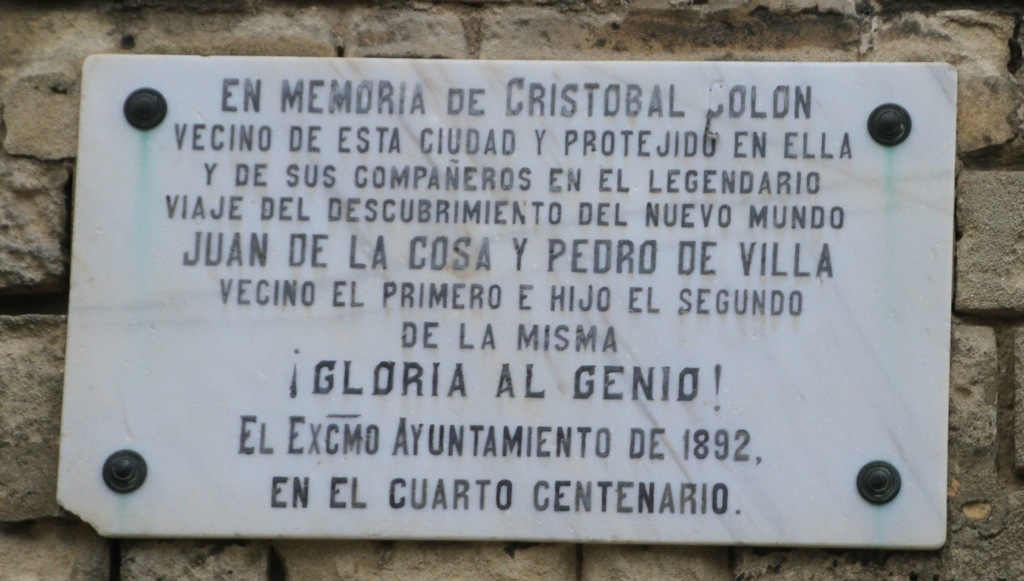 EN MEMORIA DE CRISTOBAL COLON
VECINO DE ESTA CIUDAD Y PROTEJIDO EN ELLA
Y DE SUS COMPAÑEROS EN EL LEGENDARIO
VIAJE DEL DESCUBRIMIENTO DEL NUEVO MUNDO
JUAN DE LA COSA Y PEDRO DE VILLA
VECINO EL PRIMERO E HIJO EL SEGUNDO
DE LA MISMA
¡GLORIA AL GENIO!
EL EXCMO AYUNTAMIENTO DE 1892,
EN EL CUARTO CENTENARIO.